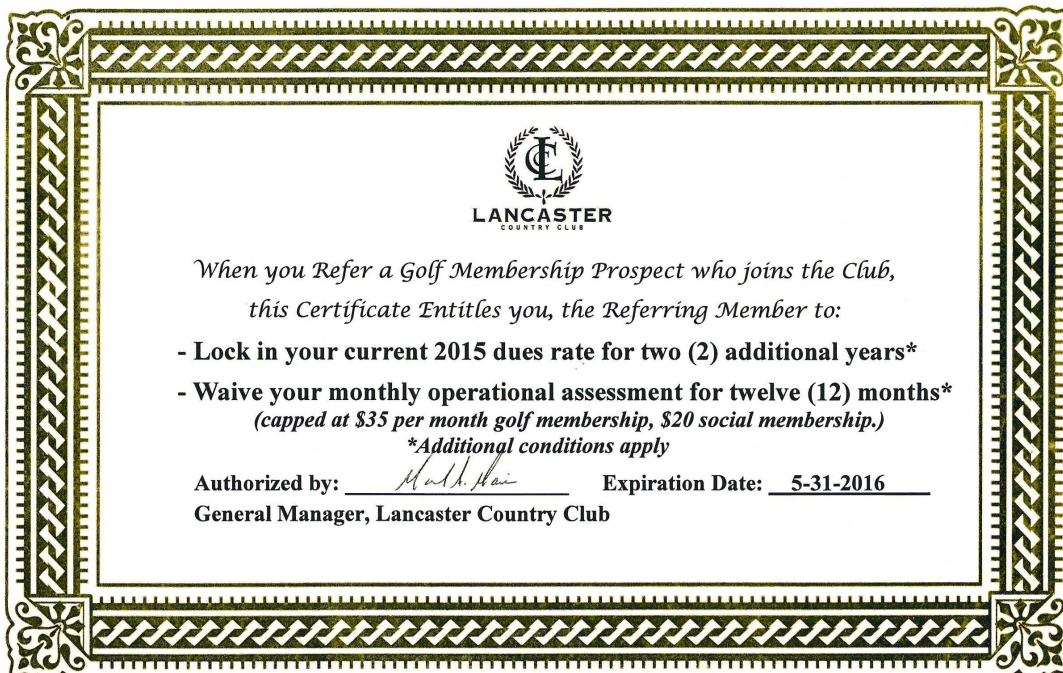 LCC
LANCASTER
COUNTRY CLUB
When you Refer a Golf Membership Prospect who joins the Club,
this Certificate Entitles you, the Referring Member to:
- Lock in your current 2015 dues rate for two (2) additional years*
- Waive your monthly operational assessment for twelve (12) months*
(capped at $35 per month golf membership, $20 social membership.)
*Additional conditions apply
Authorized by: Expiration Date: 5-31-2016
General Manager, Lancaster Country Club